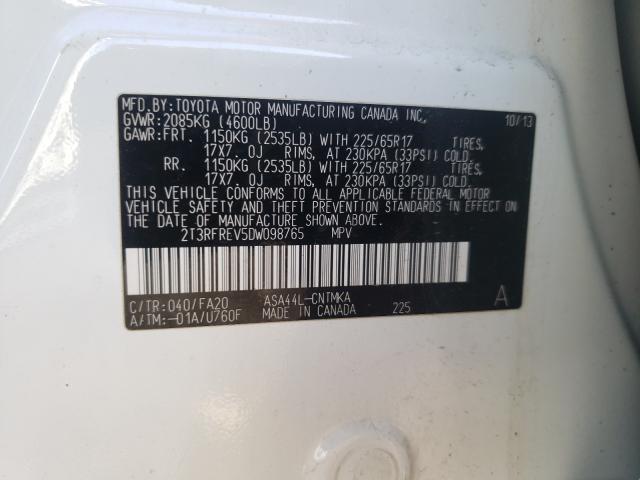 MFD.BY: TOYOTA MOTOR MANUFACTURING CANADA INC. 10/13
GVWR: 2085KG (4600LB)
GAWR: FRT. 1150KG (2535LB) WITH 225/65R17 TIRES,
17X7.0J RIMS, AT 230KPA (33PSI) COLD.
RR. 1150KG (2535LB) WITH 225/65R17 TIRES,
17X7.0J RIMS, AT 230KPA (33PSI) COLD.
THIS VEHICLE CONFORMS TO ALL APPLICABLE FEDERAL MOTOR
VEHICLE SAFETY AND THEFT PREVENTION STANDARDS IN EFFECT ON
THE DATE OF MANUFACTURE SHOWN ABOVE.
2T3RFREV5DW098765 MPV
C/TR: 040/FA20 ASA44L-CNTMKA A
A/TM: -01A/U760F MADE IN CANADA 225